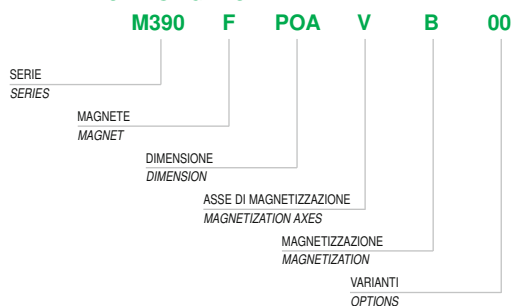 M390 F POA V B 00
SERIE
SERIES
MAGNETE
MAGNET
DIMENSIONE
DIMENSION
ASSE DI MAGNETIZZAZIONE
MAGNETIZATION AXES
MAGNETIZZAZIONE
MAGNETIZATION
VARIANTI
OPTIONS